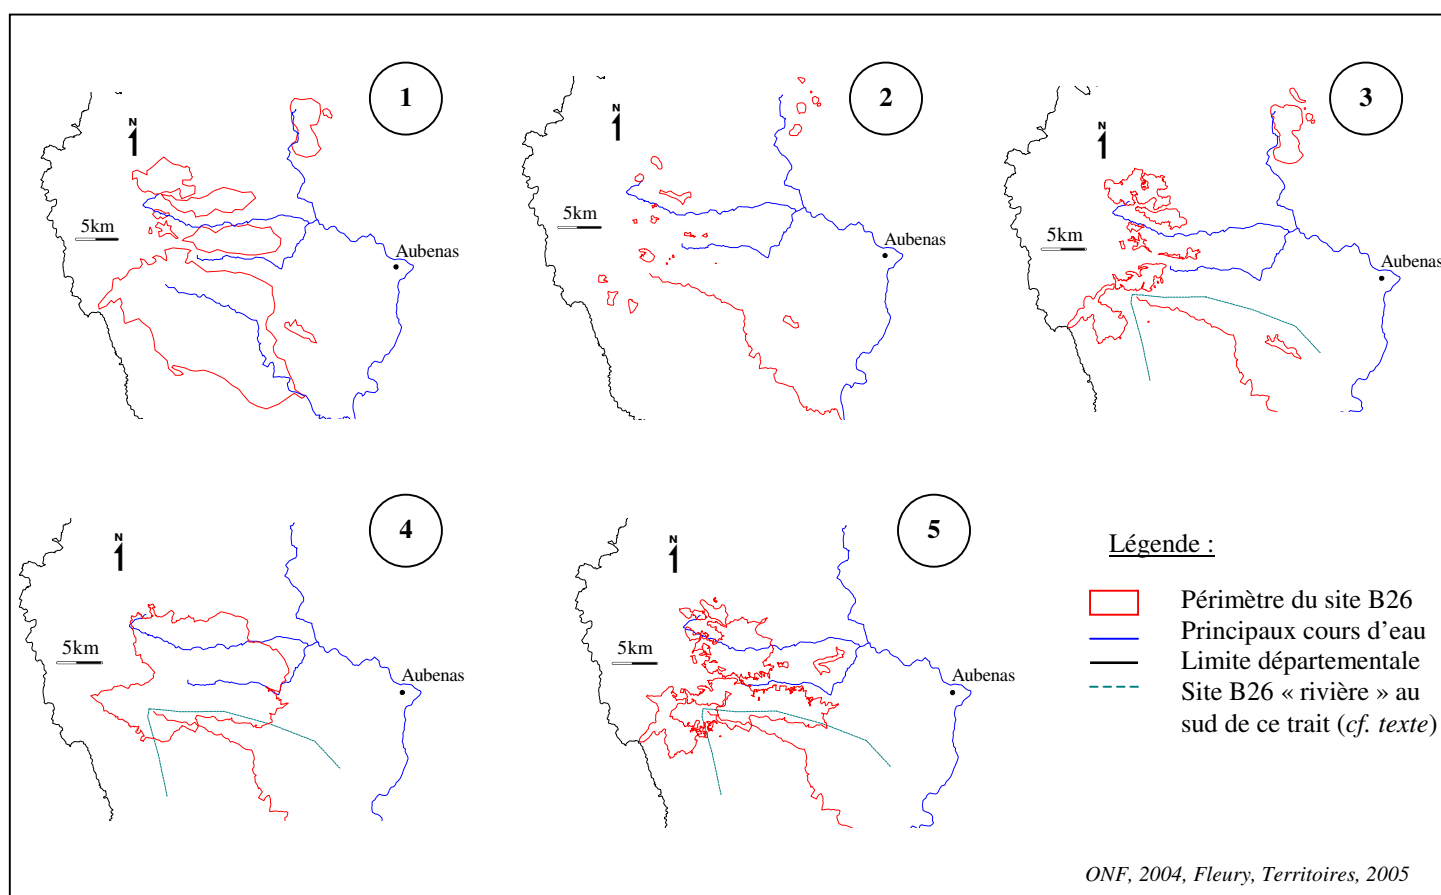 1
N
5km
Aubenas
2
N
5km
Aubenas
3
N
5km
Aubenas
4
N
5km
Aubenas
5
N
5km
Aubenas
Légende :
Périmètre du site B26
Principaux cours d'eau
Limite départementale
Site B26 « rivière » au
sud de ce trait (cf. texte)
ONF, 2004, Fleury, Territoires, 2005